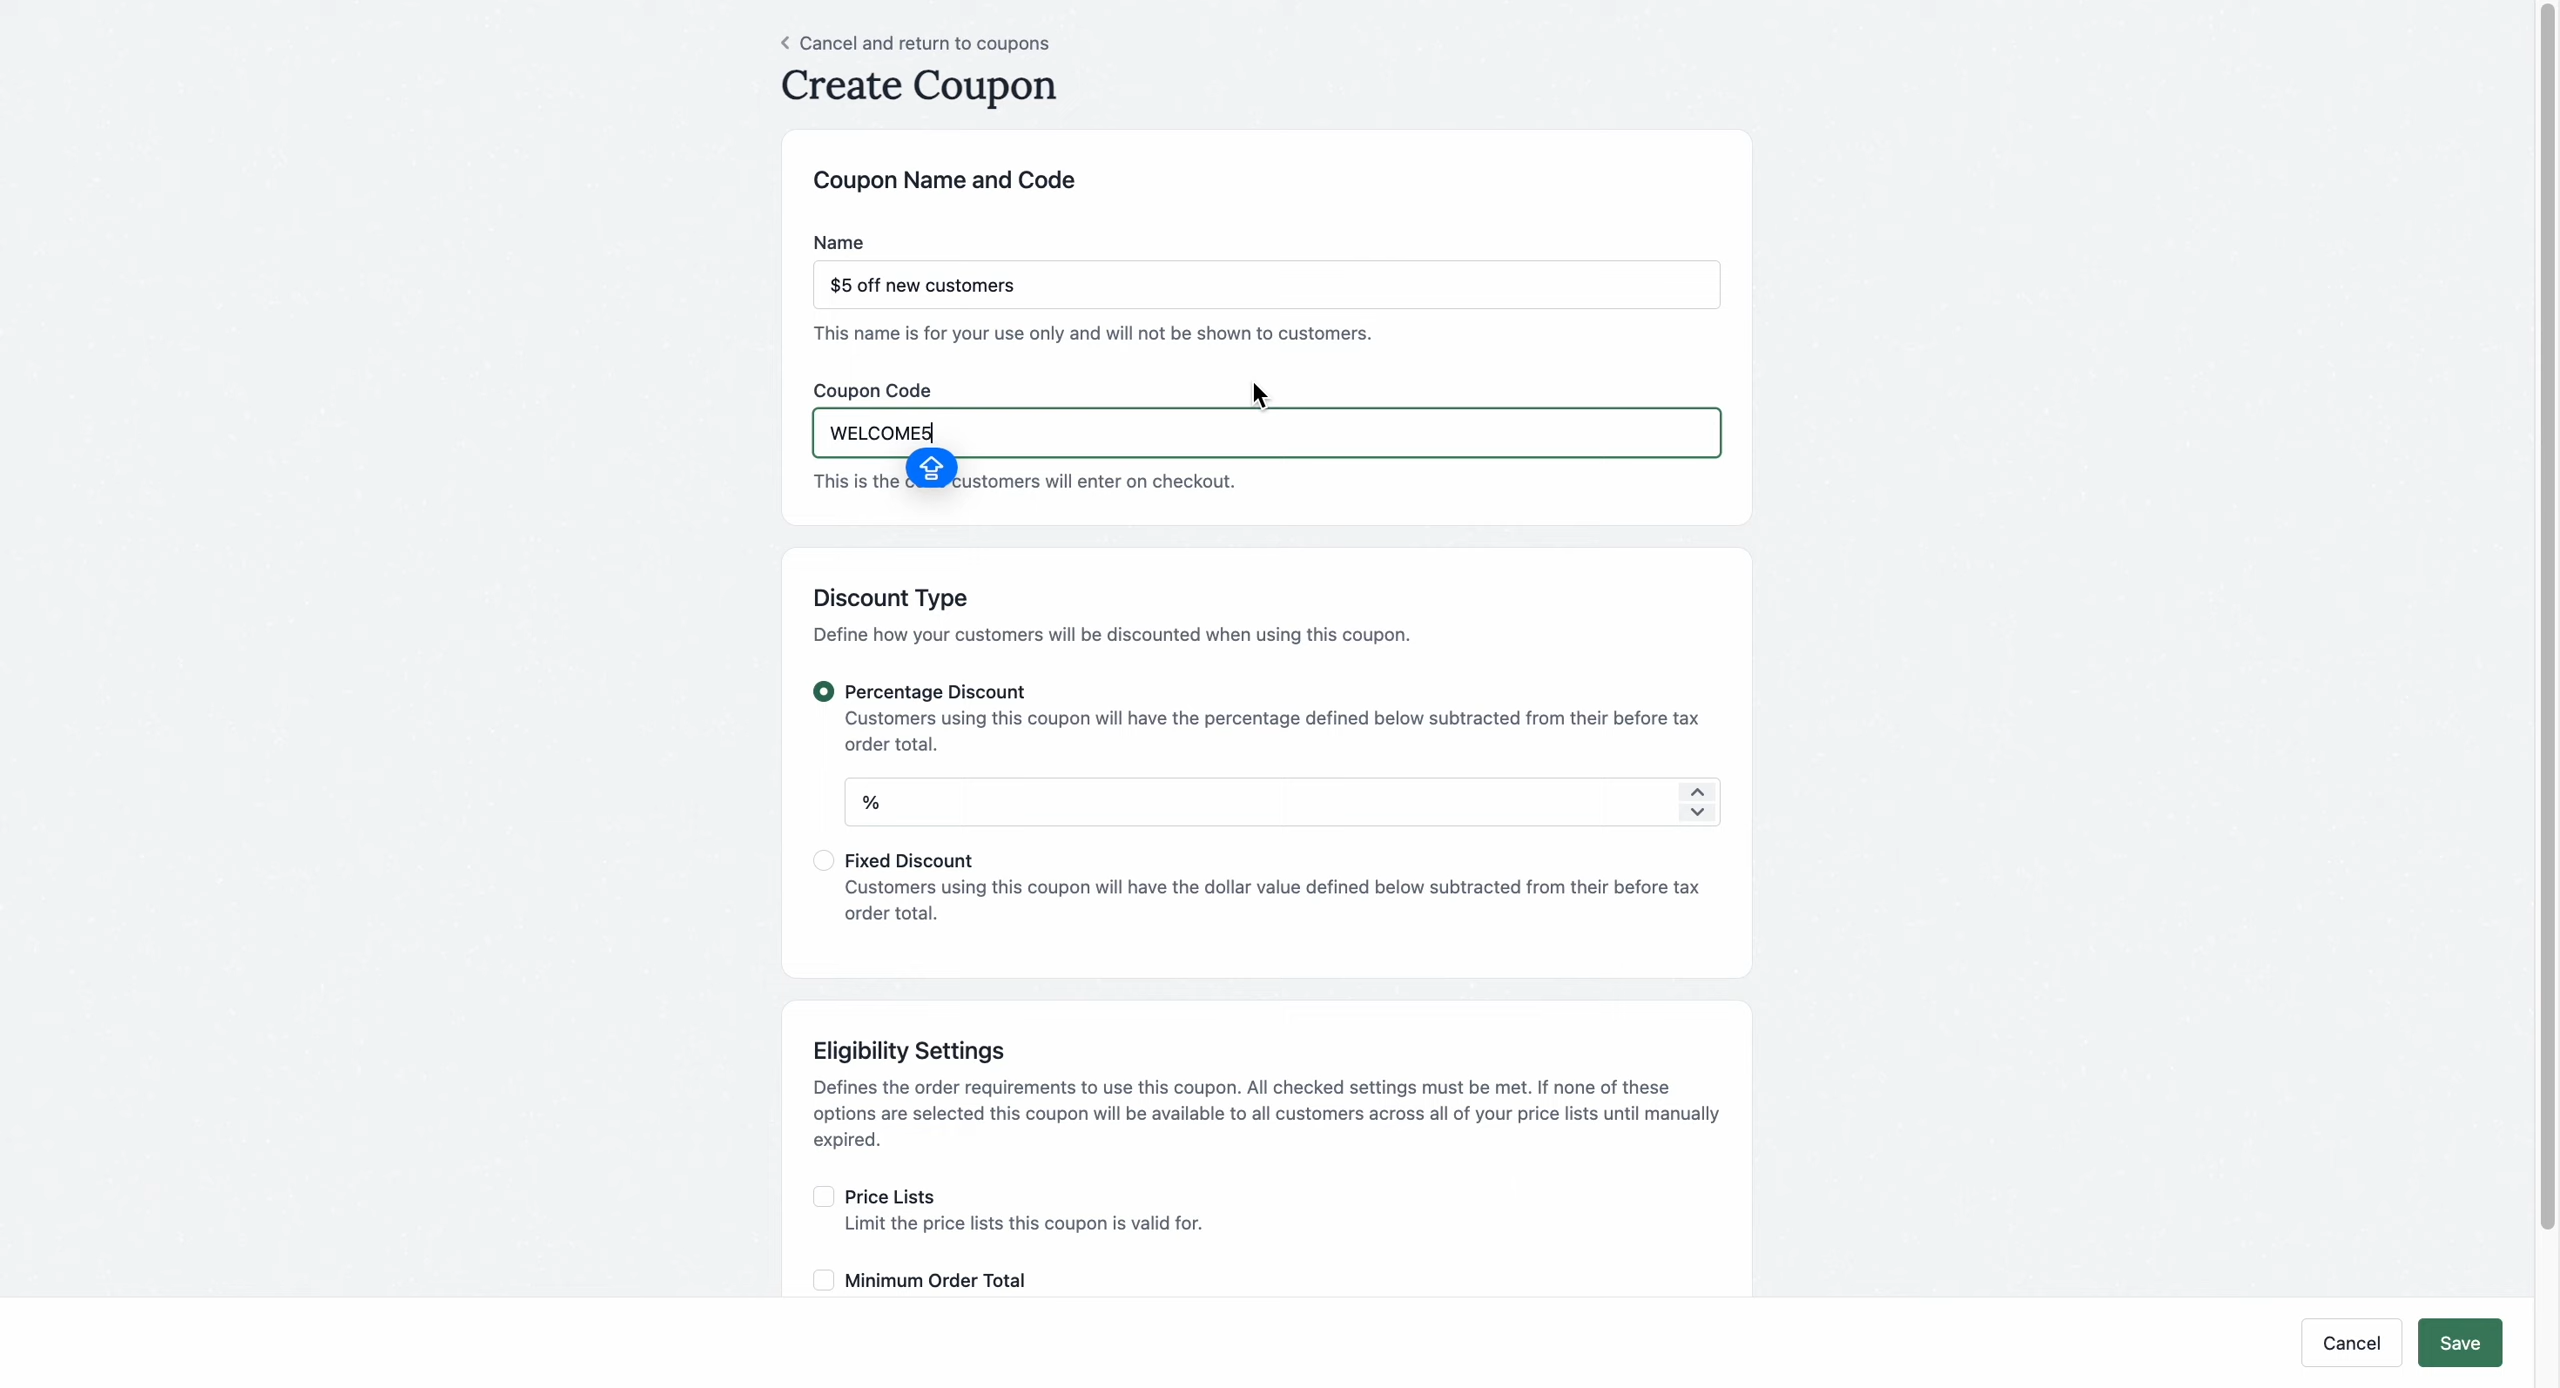 Cancel and return to coupons
Create Coupon
Coupon Name and Code
Name
$5 off new customers
This name is for your use only and will not be shown to customers.
Coupon Code
WELCOME5
This is the customers will enter on checkout.
Discount Type
Define how your customers will be discounted when using this coupon.
Percentage Discount
Customers using this coupon will have the percentage defined below subtracted from their before tax
order total.
%
Fixed Discount
Customers using this coupon will have the dollar value defined below subtracted from their before tax
order total.
Eligibility Settings
Defines the order requirements to use this coupon. All checked settings must be met. If none of these
options are selected this coupon will be available to all customers across all of your price lists until manually
expired.
Price Lists
Limit the price lists this coupon is valid for.
Minimum Order Total
Cancel
Save